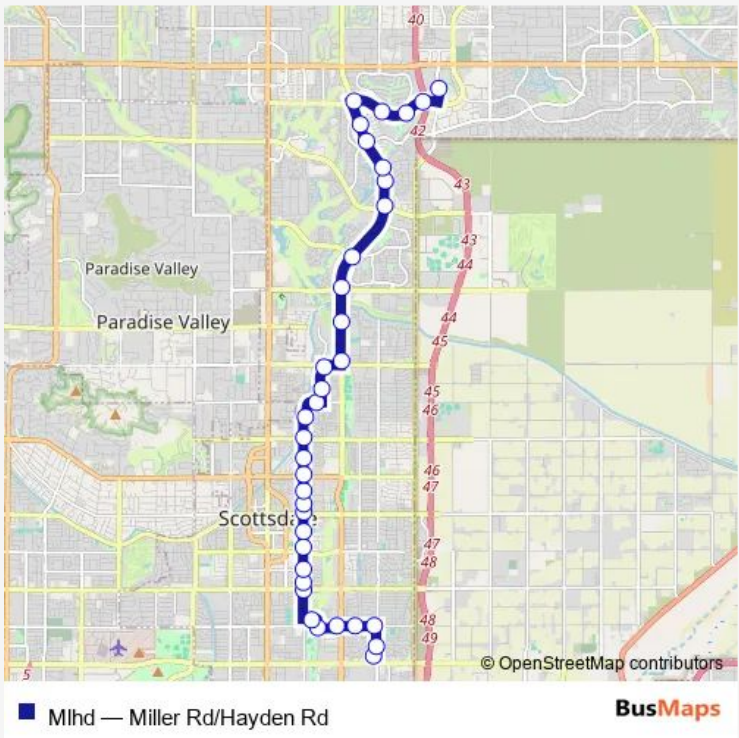 40
42
43
Paradise Valley
43
44
Paradise Valley
44
45
45
46
46
47
Scottsdale
47
48
48
49
© OpenStreetMap contributors
5
Mlhd — Miller Rd/Hayden Rd
BusMaps